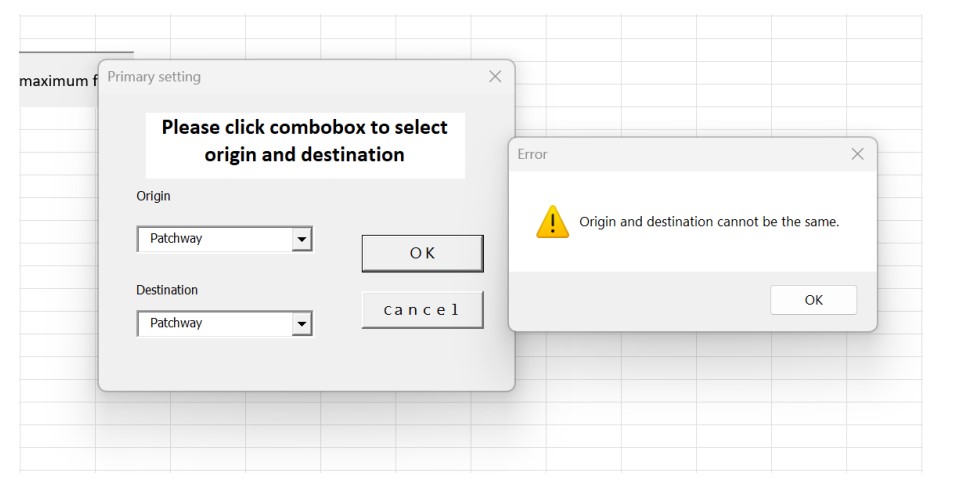 maximum f
Primary setting
Please click combobox to select
origin and destination
Origin
Patchway
OK
Destination
Patchway
Cancel
Error
Origin and destination cannot be the same.
OK